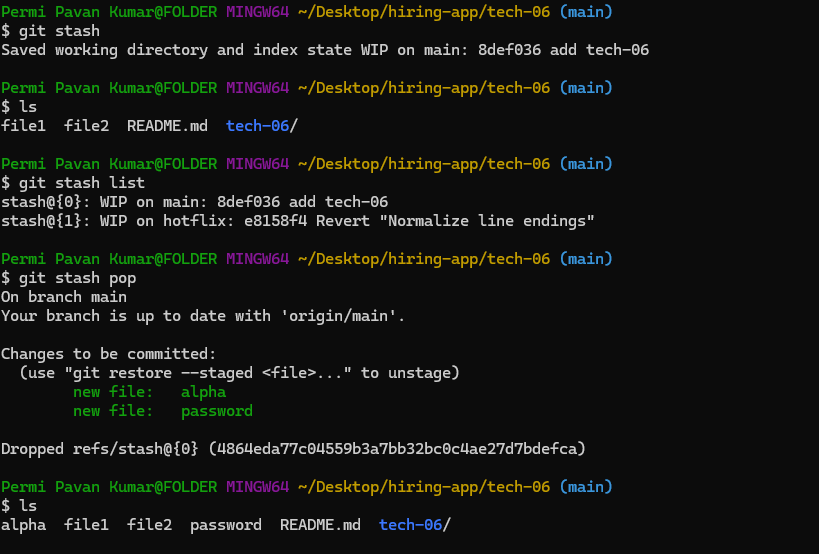 Permi Pavan Kumar@FOLDER MINGW64 ~/Desktop/hiring-app/tech-06 (main)
$ git stash
Saved working directory and index state WIP on main: 8def036 add tech-06
Permi Pavan Kumar@FOLDER MINGW64 ~/Desktop/hiring-app/tech-06 (main)
$ ls
file1  file2  README.md  tech-06/
Permi Pavan Kumar@FOLDER MINGW64 ~/Desktop/hiring-app/tech-06 (main)
$ git stash list
stash@{0}: WIP on main: 8def036 add tech-06
stash@{1}: WIP on hotflix: e8158f4 Revert "Normalize line endings"
Permi Pavan Kumar@FOLDER MINGW64 ~/Desktop/hiring-app/tech-06 (main)
$ git stash pop
On branch main
Your branch is up to date with 'origin/main'.
Changes to be committed:
  (use "git restore --staged <file>..." to unstage)
        new file:   alpha
        new file:   password
Dropped refs/stash@{0} (4864eda77c04559b3a7bb32bc0c4ae27d7bdefca)
Permi Pavan Kumar@FOLDER MINGW64 ~/Desktop/hiring-app/tech-06 (main)
$ ls
alpha  file1  file2  password  README.md  tech-06/